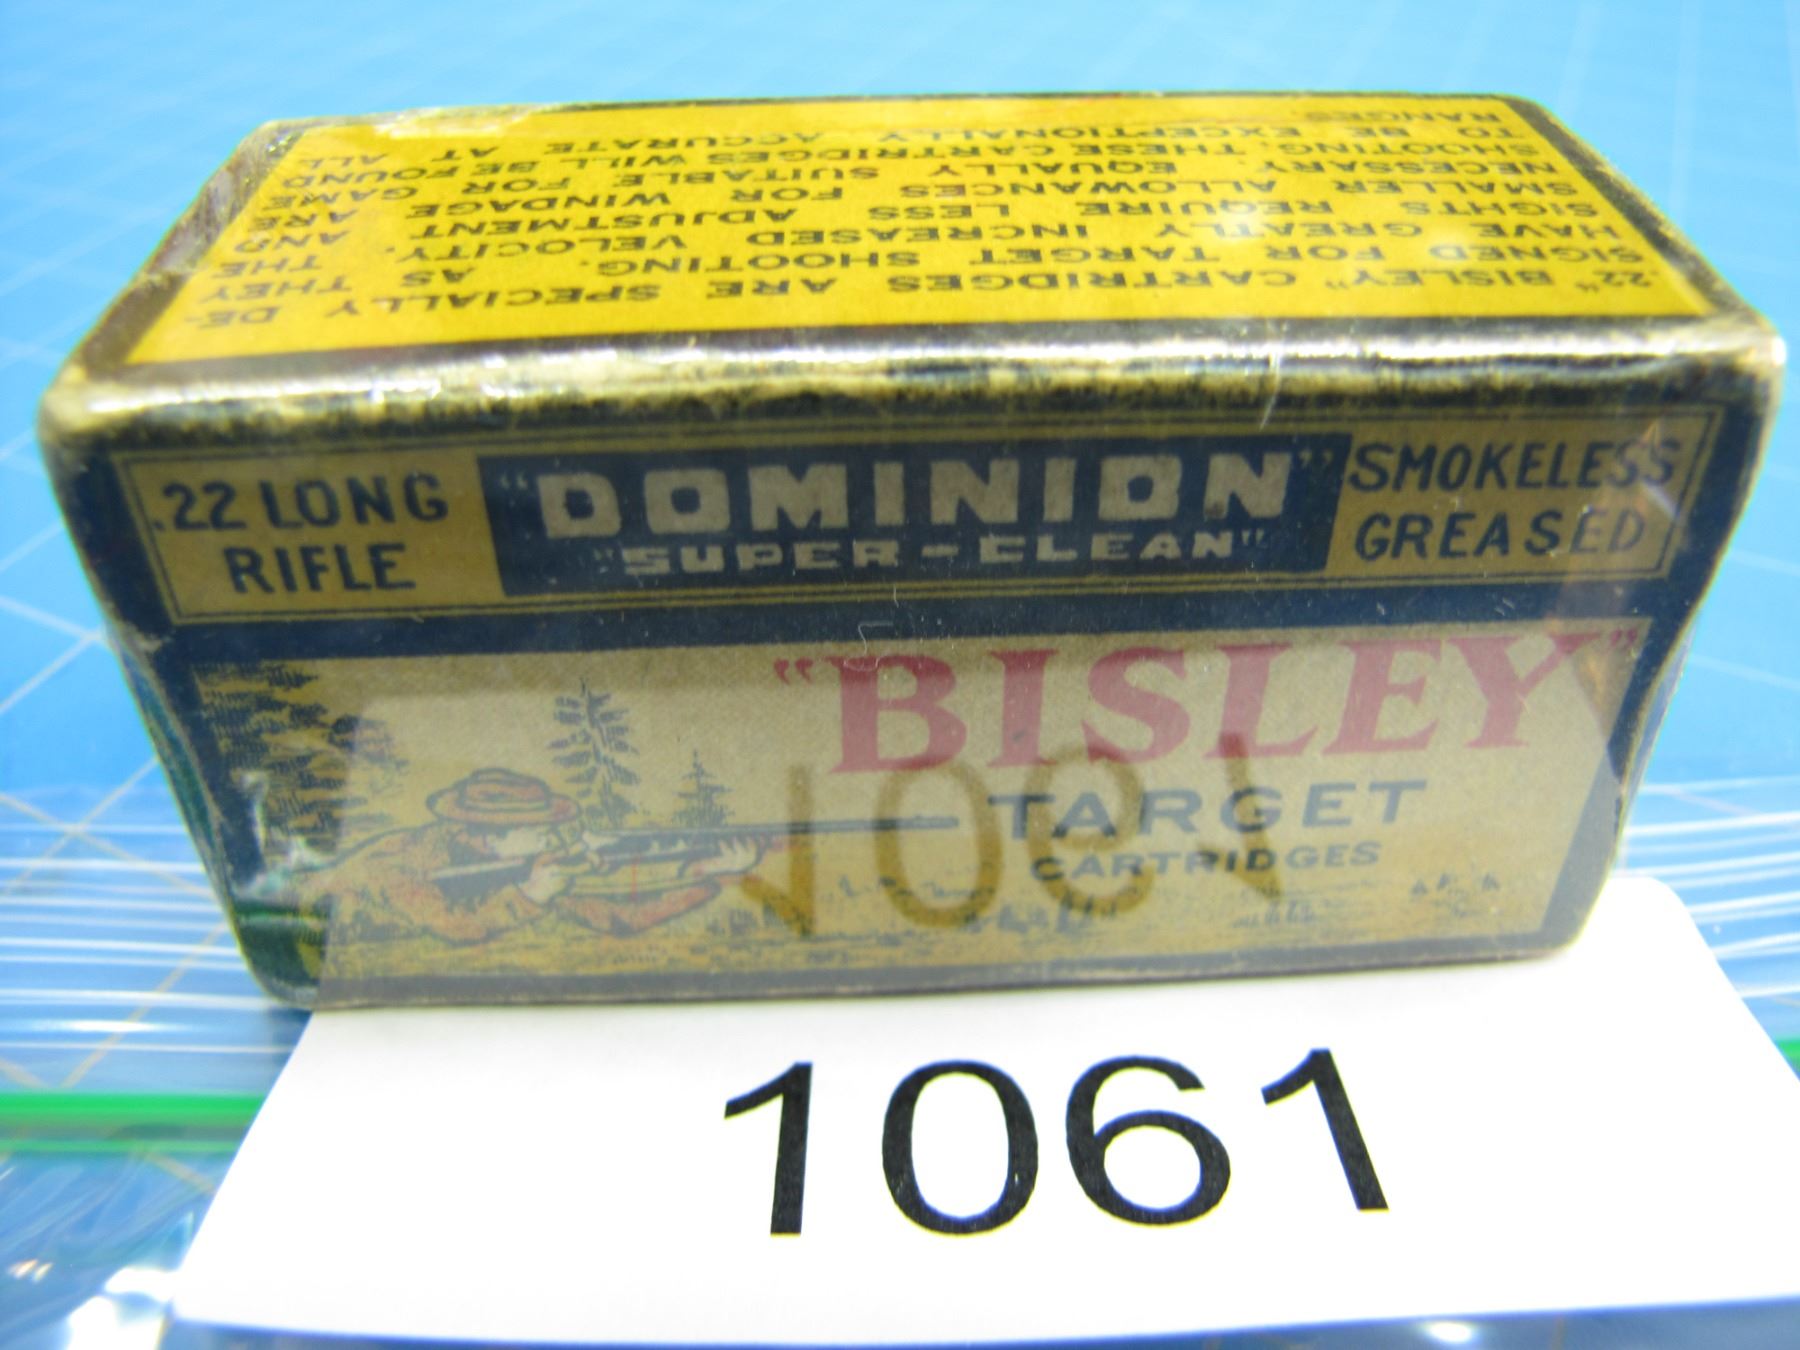 .22 "BISLEY" CARTRIDGES ARE SPECIALLY DE-
SIGNED FOR TARGET SHOOTING. AS THEY
HAVE GREATLY INCREASED VELOCITY, THE
SIGHTS REQUIRE LESS ADJUSTMENT AND
SMALLER ALLOWANCES FOR WINDAGE ARE
NECESSARY. EQUALLY SUITABLE FOR GAME
SHOOTING, THESE CARTRIDGES WILL BE FOUND
TO BE EXCEPTIONALLY ACCURATE AT ALL
RANGES
.22 LONG
RIFLE
"DOMINION"
"SUPER-CLEAN"
SMOKELESS
GREASED
"BISLEY"
TARGET
CARTRIDGES
1061